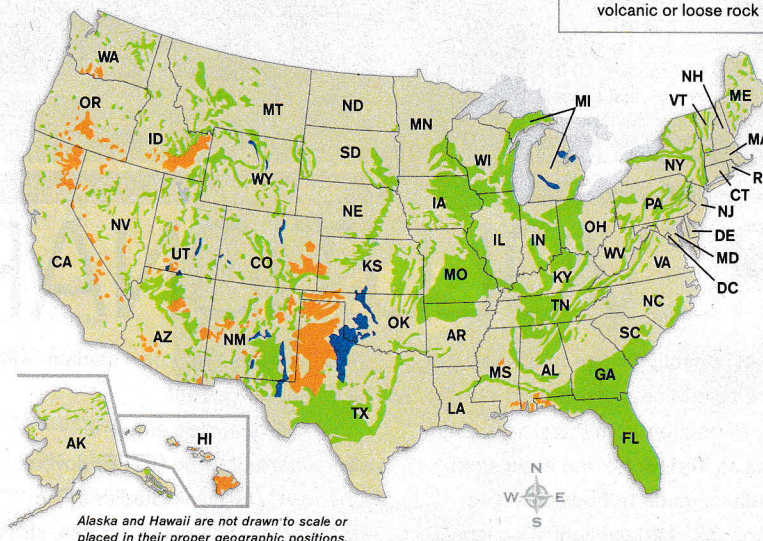 volcanic or loose rock
WA
MT
ND
MN
MI
NH
VT
ME
OR
ID
WY
SD
WI
NY
MA
R
CT
NJ
DE
MD
DC
NV
UT
CO
NE
IA
IL
IN
OH
PA
WV
VA
CA
KS
MO
KY
TN
NC
AZ
NM
OK
AR
SC
TX
LA
MS
AL
GA
FL
AK
HI
N
W E
S
Alaska and Hawaii are not drawn to scale or
placed in their proper geographic positions.